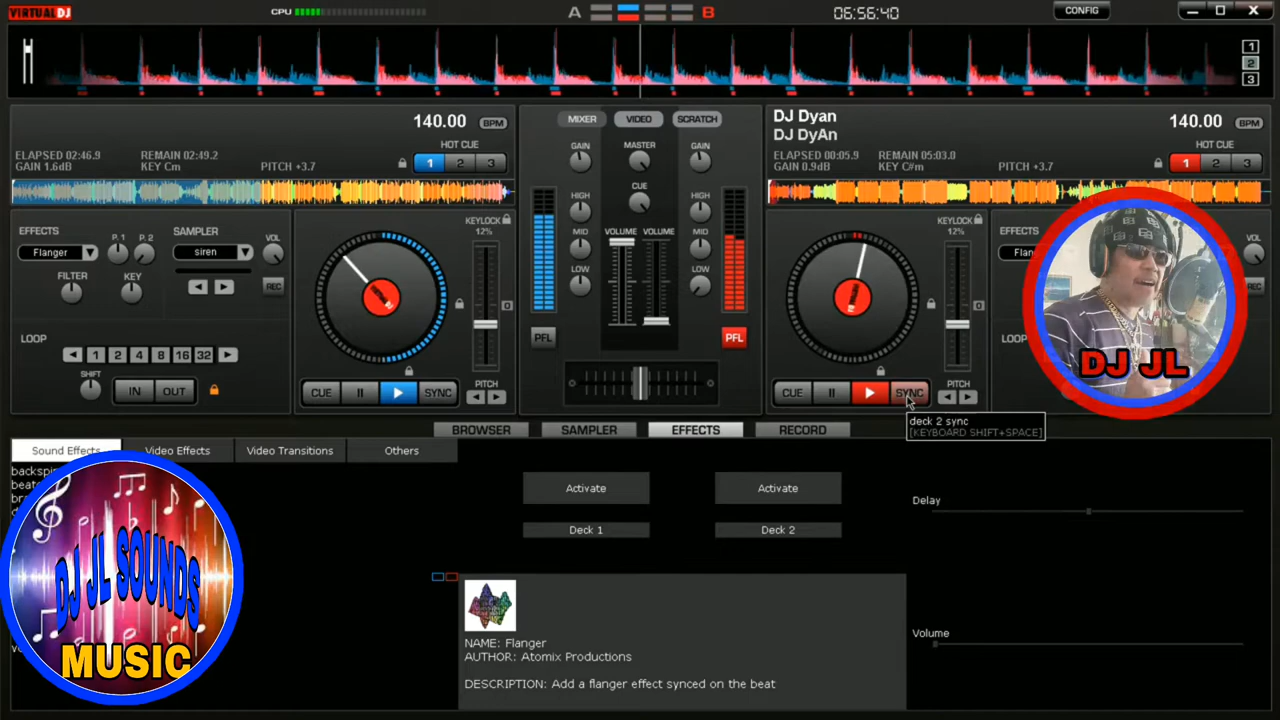 VIRTUAL DJ
CPU
A
B
06:56:40
CONFIG
1
2
3
140.00 BPM
HOT CUE
ELAPSED 02:46.9 REMAIN 02:49.2
GAIN 1.6dB KEY Cm PITCH +3.7
1 2 3
MIXER VIDEO SCRATCH
GAIN MASTER GAIN
HIGH CUE HIGH
MID VOLUME VOLUME MID
LOW LOW
PFL PFL
DJ Dyan
DJ DyAn
140.00 BPM
HOT CUE
ELAPSED 00:05.9 REMAIN 05:03.0
GAIN 0.9dB KEY C#m PITCH +3.7
1 2 3
EFFECTS P.1 P.2 SAMPLER VOL
Flanger siren
FILTER KEY REC
LOOP
1 2 4 8 16 32
SHIFT IN OUT
KEYLOCK
12%
0
CUE SYNC PITCH
KEYLOCK
12%
0
CUE SYNC PITCH
EFFECTS
VOL
LOOP
DJ JL
deck 2 sync
[KEYBOARD SHIFT+SPACE]
BROWSER SAMPLER EFFECTS RECORD
Sound Effects Video Effects Video Transitions Others
Activate Activate
Deck 1 Deck 2
Delay
Volume
NAME: Flanger
AUTHOR: Atomix Productions
DESCRIPTION: Add a flanger effect synced on the beat
DJ JL SOUNDS
MUSIC